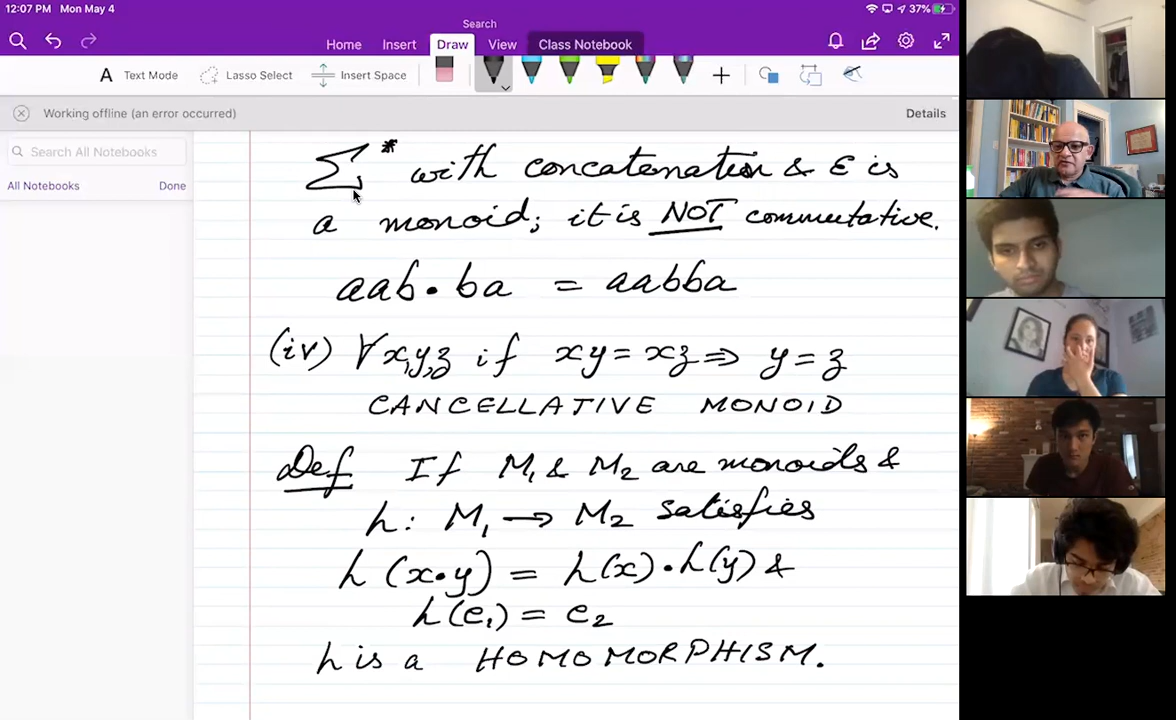 12:07 PM Mon May 4
37%
Search
Home Insert Draw View Class Notebook
A Text Mode Lasso Select Insert Space
Working offline (an error occurred) Details
Search All Notebooks
All Notebooks Done
Σ* with concatenation & ε is
a monoid; it is NOT commutative.
aab • ba = aabba
(iv) ∀x,y,z if xy = xz ⇒ y = z
CANCELLATIVE MONOID
Def If M₁ & M₂ are monoids &
h: M₁ → M₂ satisfies
h (x•y) = h(x)•h(y) &
h(e₁) = e₂
h is a HOMOMORPHISM.